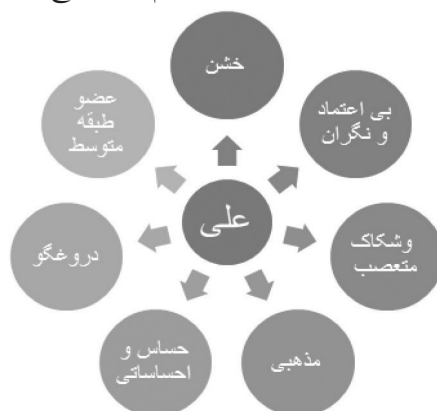 خشن
بی اعتماد
و نگران
وشکاک
متعصب
مذهبی
حساس و
احساساتی
دروغگو
عضو
طبقه
متوسط
علی